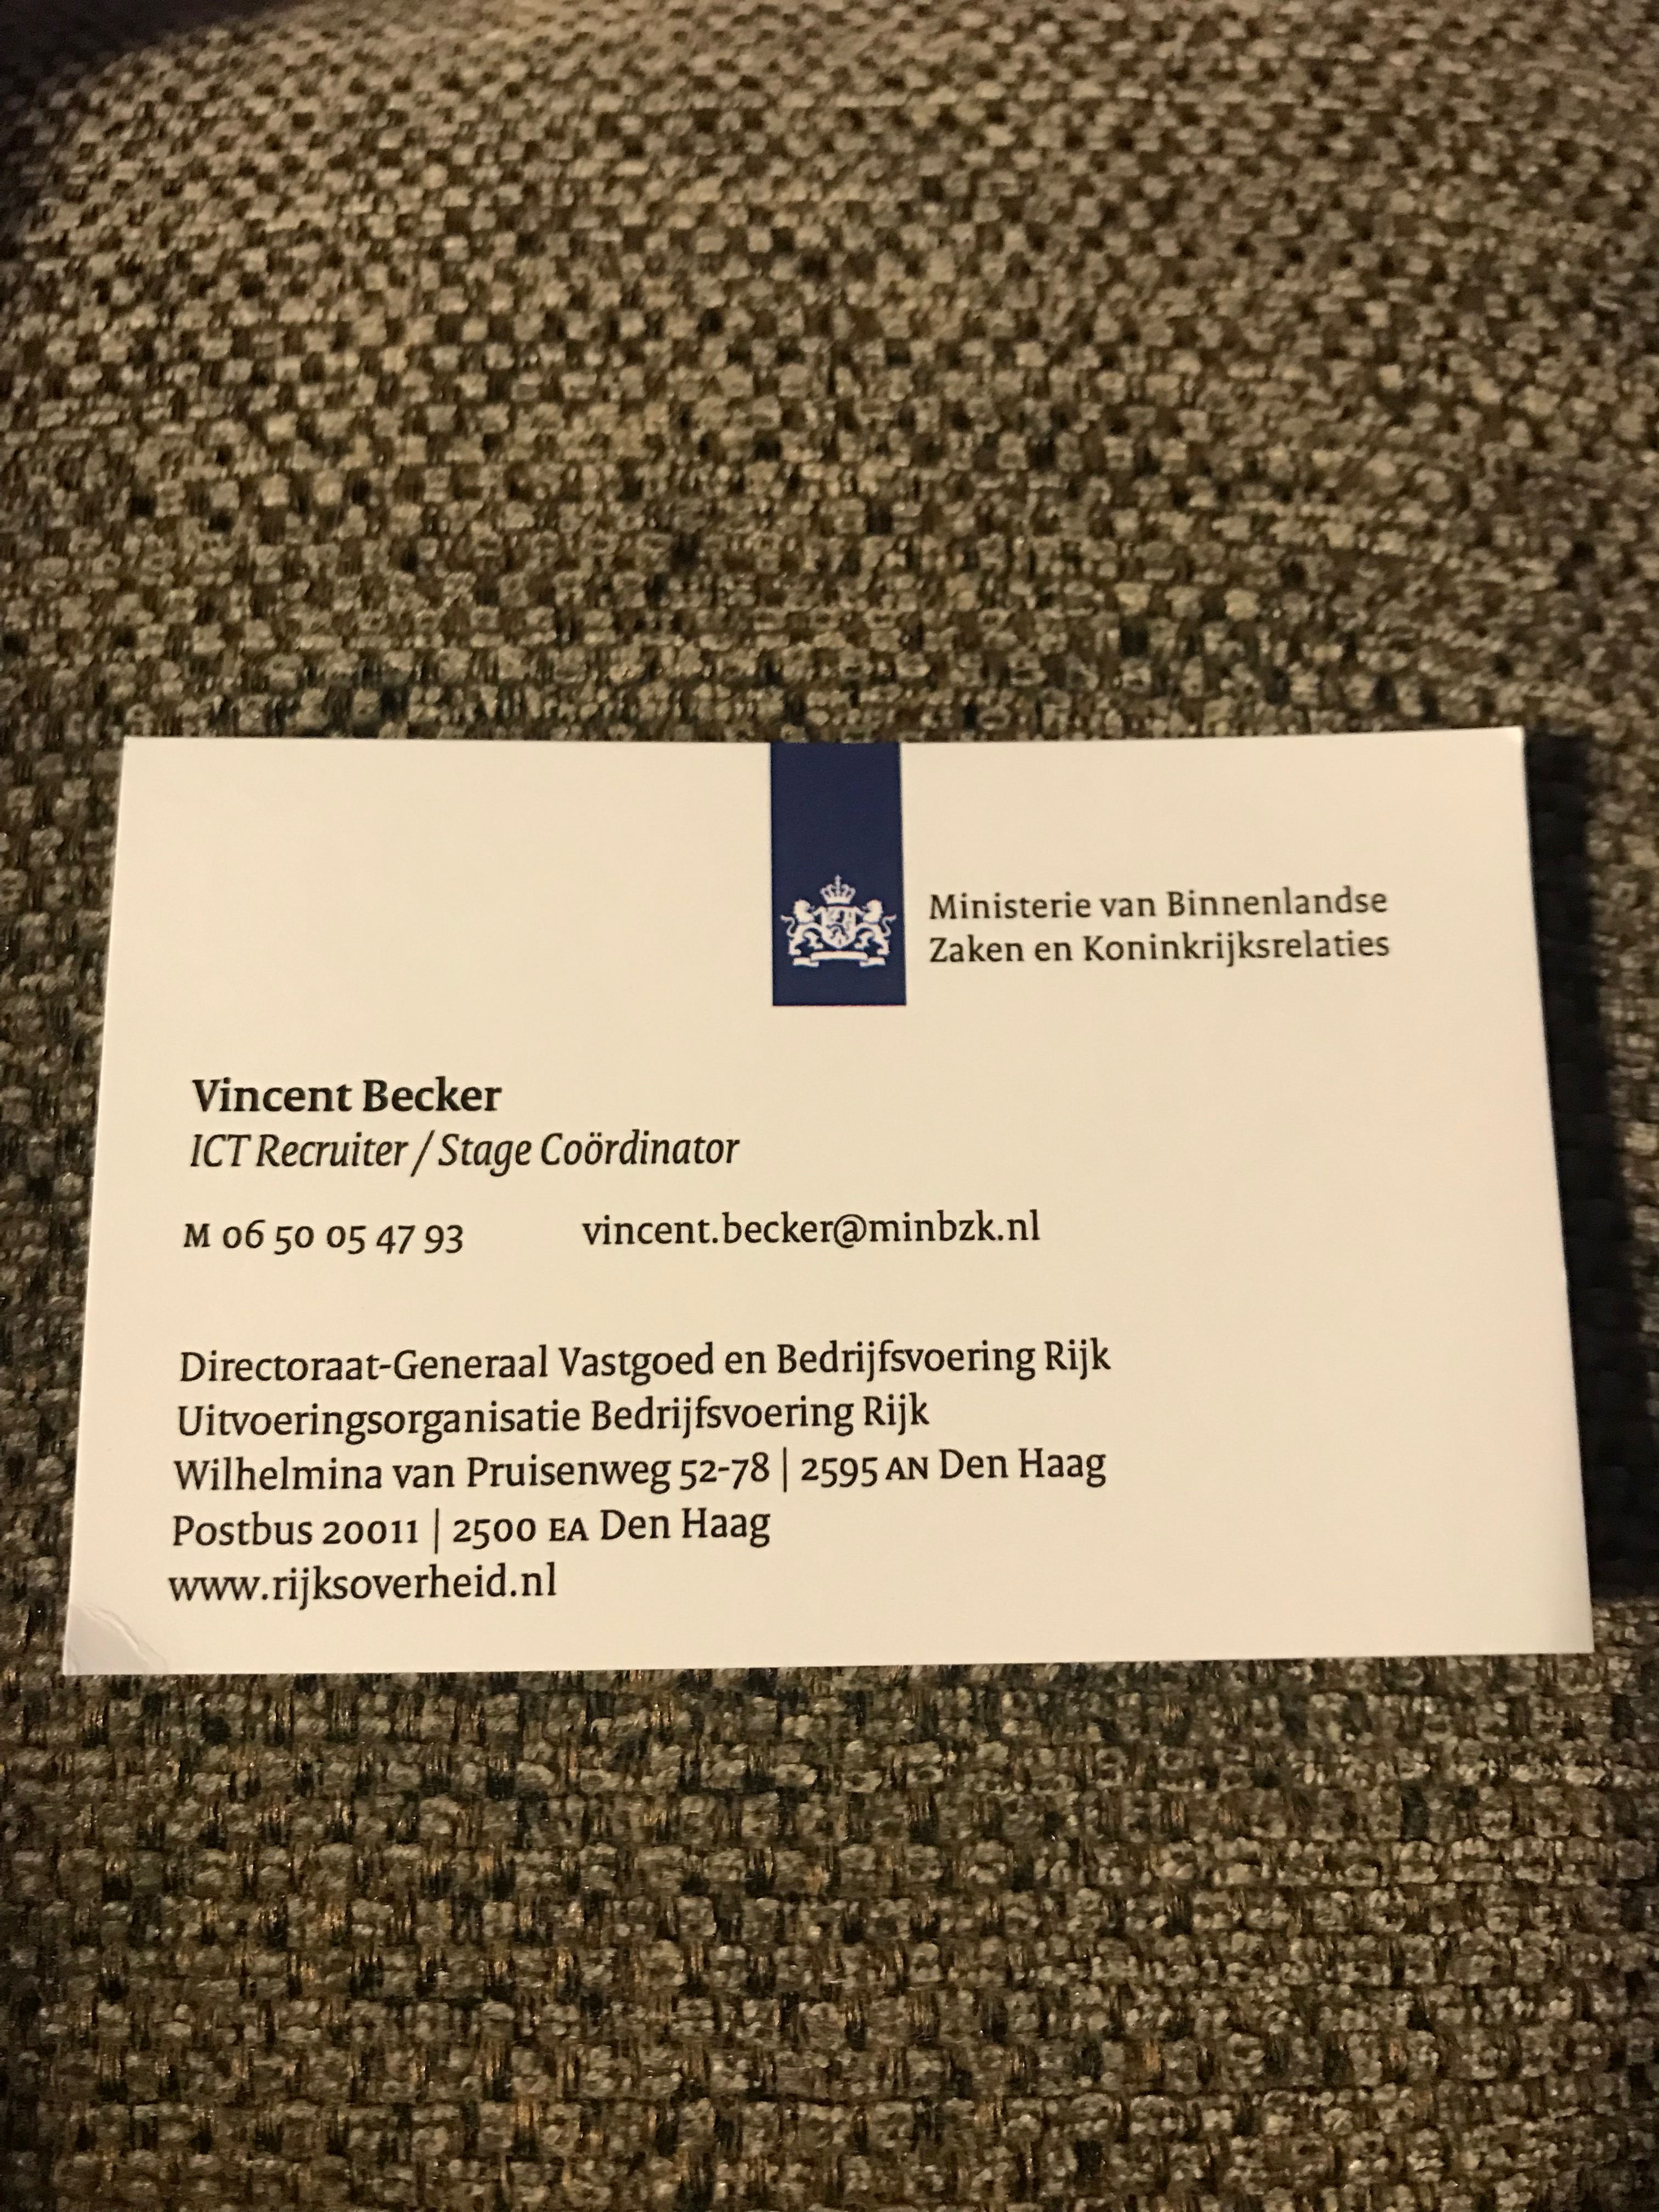 Ministerie van Binnenlandse
Zaken en Koninkrijksrelaties
Vincent Becker
ICT Recruiter / Stage Coördinator
M 06 50 05 47 93 vincent.becker@minbzk.nl
Directoraat-Generaal Vastgoed en Bedrijfsvoering Rijk
Uitvoeringsorganisatie Bedrijfsvoering Rijk
Wilhelmina van Pruisenweg 52-78 | 2595 AN Den Haag
Postbus 20011 | 2500 EA Den Haag
www.rijksoverheid.nl